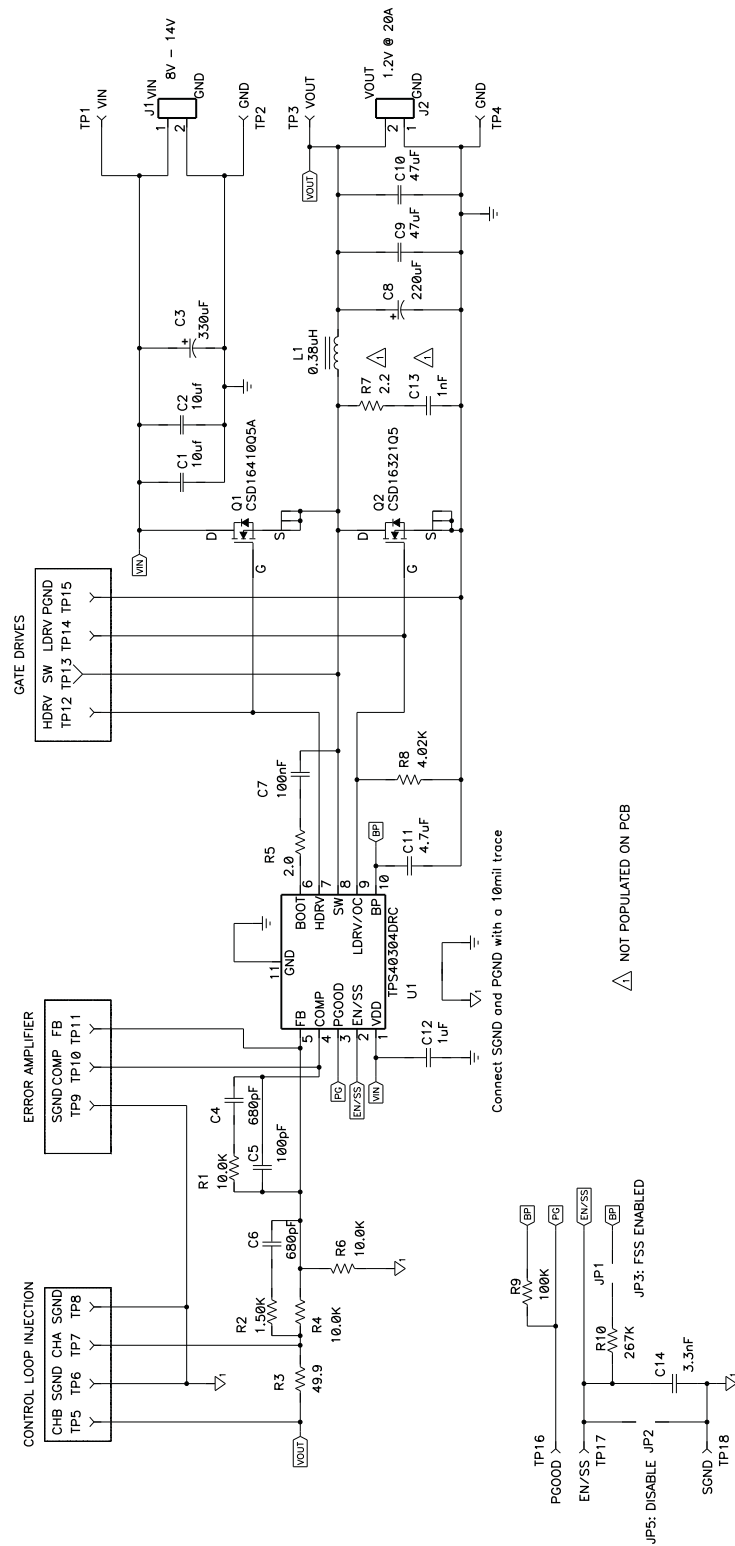 GATE DRIVES
HDRV SW LDRV PGND
TP12 TP13 TP14 TP15
ERROR AMPLIFIER
SGND COMP FB
TP9 TP10 TP11
CONTROL LOOP INJECTION
CHB SGND CHA SGND
TP5 TP6 TP7 TP8
TP1 VIN
J1 VIN
8V - 14V
1
2
GND
GND
TP2
VIN
C1
10uf
C2
10uf
C3
330uF
+
Q1
CSD16410Q5A
D
G
S
TP3 VOUT
VOUT
VOUT
1.2V @ 20A
2
1
GND
J2
GND
TP4
L1
0.38uH
R7
2.2
1
C13
1nF
1
C8
220uF
+
C9
47uF
C10
47uF
Q2
CSD16321Q5
D
G
S
C7
100nF
R5
2.0
R8
4.02K
BP
C11
4.7uF
U1
TPS40304DRC
11
GND
5 FB
4 COMP
3 PGOOD
2 EN/SS
1 VDD
BOOT 6
HDRV 7
SW 8
LDRV/OC 9
BP 10
PG
EN/SS
VIN
C12
1uF
1
Connect SGND and PGND with a 10mil trace
C4
680pF
R1
10.0K
C5
100pF
C6
680pF
R2
1.50K
R4
10.0K
R6
10.0K
1
R3
49.9
VOUT
1
1 NOT POPULATED ON PCB
BP
PG
EN/SS
BP
R9
100K
JP1
JP3: FSS ENABLED
R10
267K
C14
3.3nF
TP16
PGOOD
EN/SS
TP17
JP5: DISABLE JP2
SGND
TP18
1